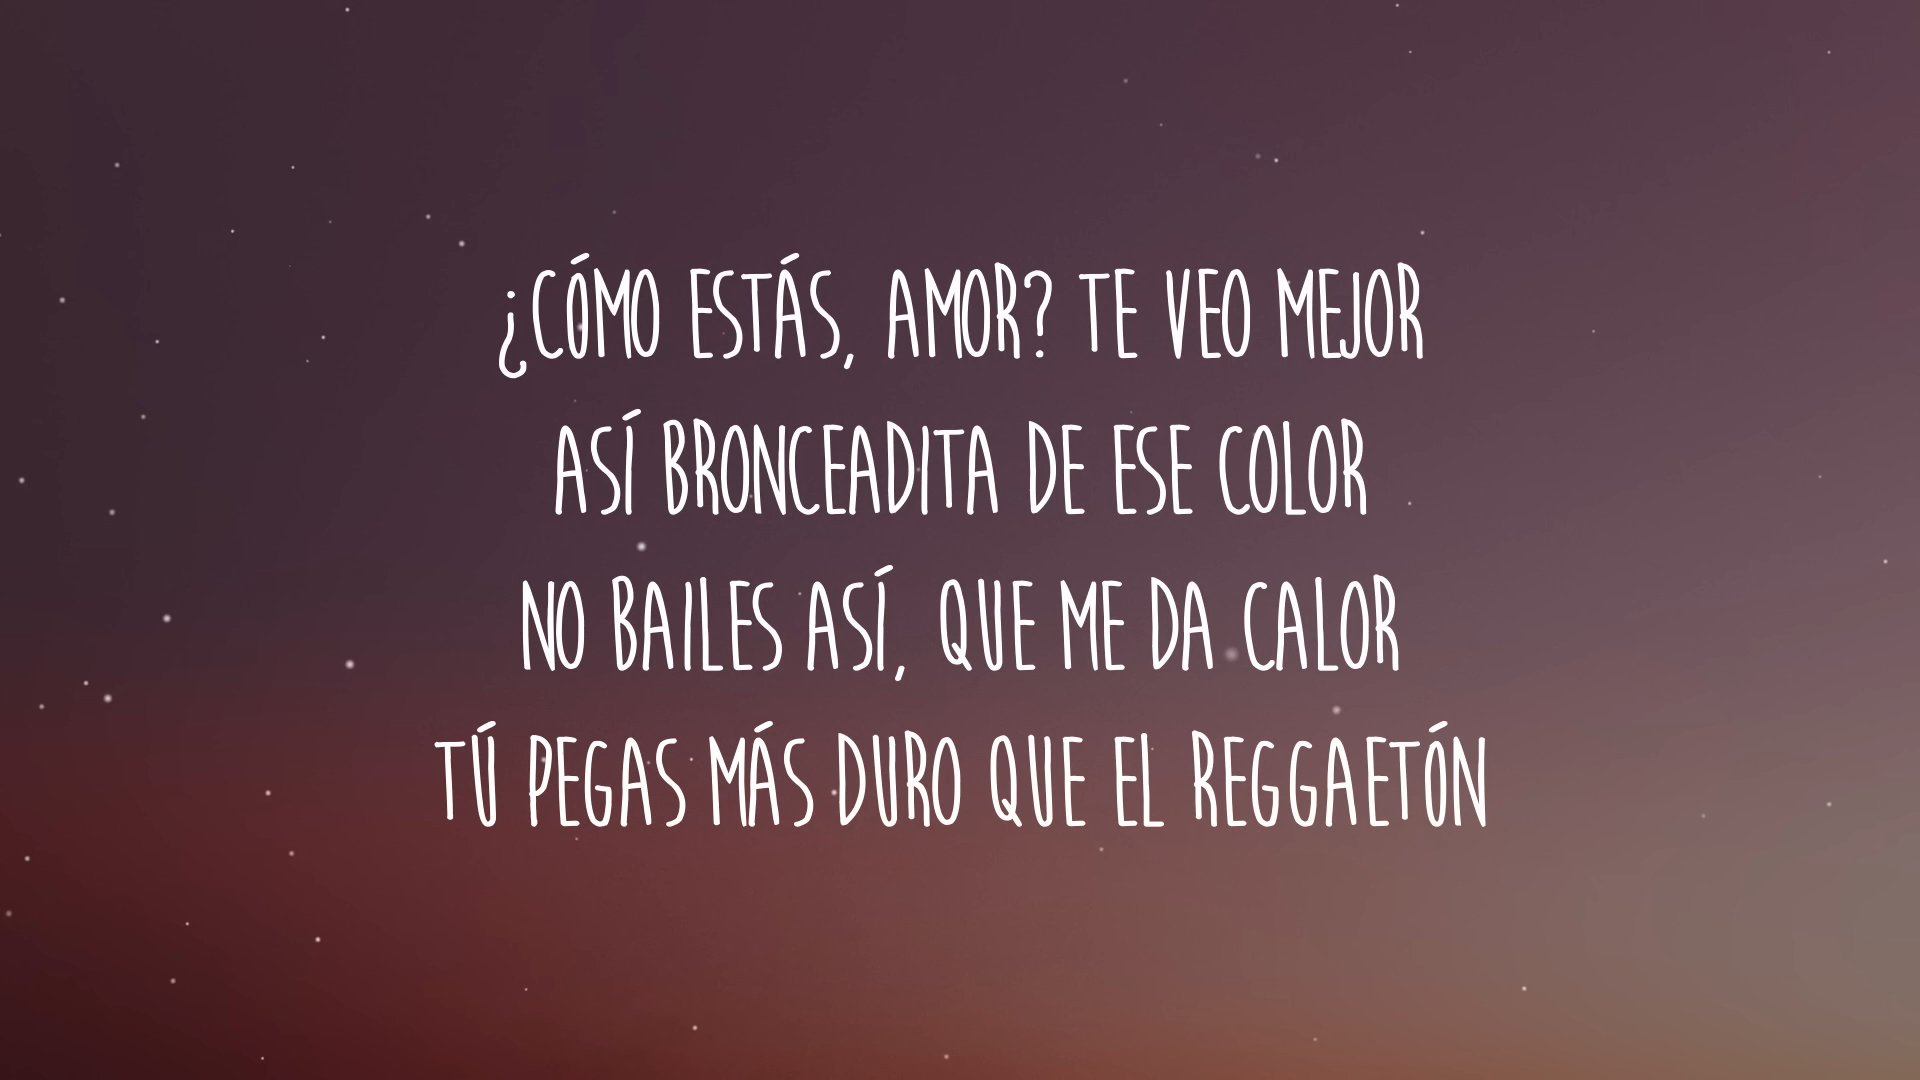 ¿CÓMO ESTÁS, AMOR? TE VEO MEJOR
ASÍ BRONCEADITA DE ESE COLOR
NO BAILES ASÍ, QUE ME DA CALOR
TÚ PEGAS MÁS DURO QUE EL REGGAETÓN